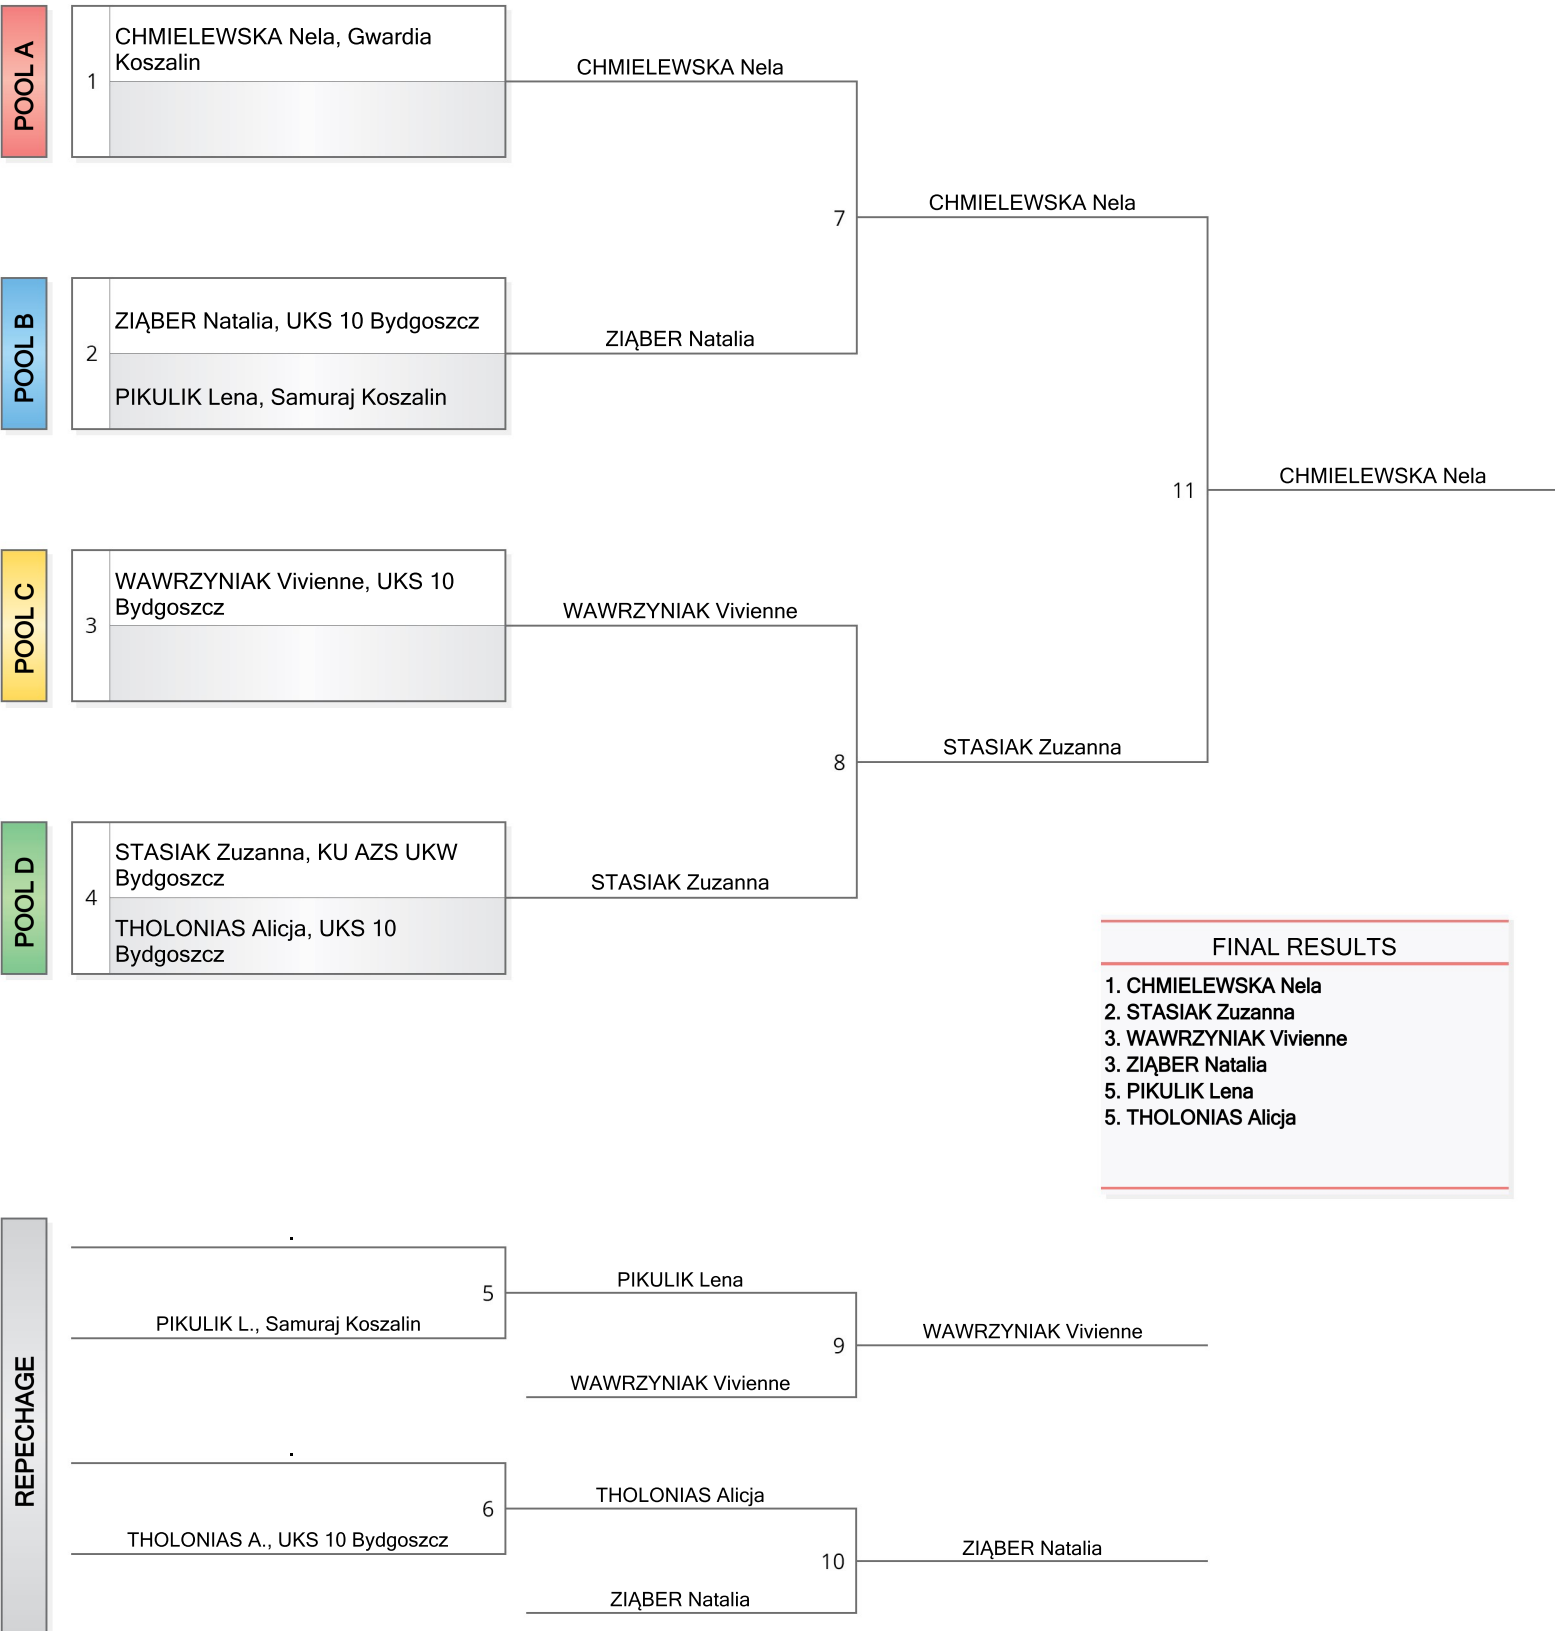 POOL A
1
CHMIELEWSKA Nela, Gwardia
Koszalin
CHMIELEWSKA Nela
7
CHMIELEWSKA Nela
POOL B
2
ZIĄBER Natalia, UKS 10 Bydgoszcz
PIKULIK Lena, Samuraj Koszalin
ZIĄBER Natalia
11
CHMIELEWSKA Nela
POOL C
3
WAWRZYNIAK Vivienne, UKS 10
Bydgoszcz
WAWRZYNIAK Vivienne
8
STASIAK Zuzanna
POOL D
4
STASIAK Zuzanna, KU AZS UKW
Bydgoszcz
THOLONIAS Alicja, UKS 10
Bydgoszcz
STASIAK Zuzanna
FINAL RESULTS
1. CHMIELEWSKA Nela
2. STASIAK Zuzanna
3. WAWRZYNIAK Vivienne
3. ZIĄBER Natalia
5. PIKULIK Lena
5. THOLONIAS Alicja
REPECHAGE
.
5
PIKULIK L., Samuraj Koszalin
PIKULIK Lena
9
WAWRZYNIAK Vivienne
WAWRZYNIAK Vivienne
.
6
THOLONIAS A., UKS 10 Bydgoszcz
THOLONIAS Alicja
10
ZIĄBER Natalia
ZIĄBER Natalia